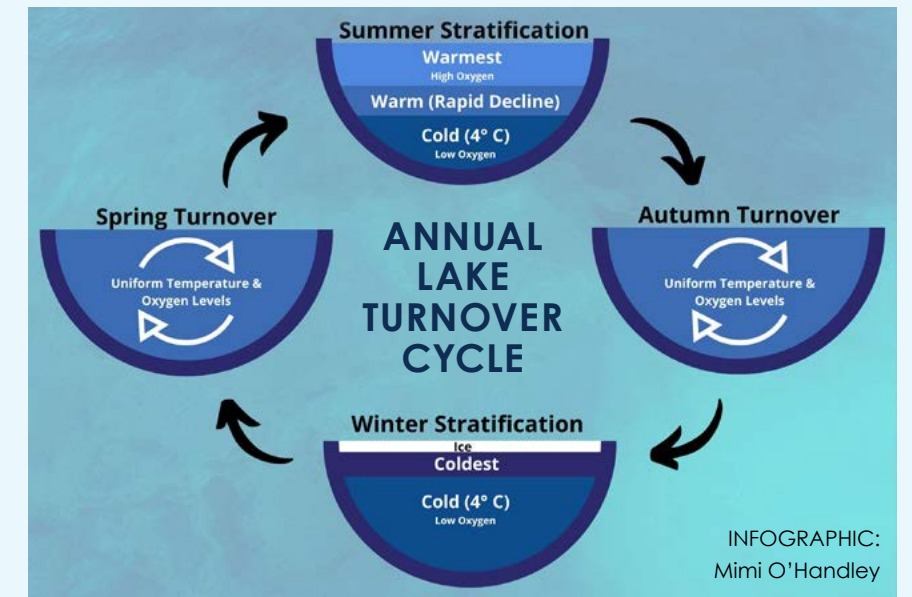 Summer Stratification
Warmest
High Oxygen
Warm (Rapid Decline)
Cold (4° C)
Low Oxygen
Spring Turnover
Uniform Temperature &
Oxygen Levels
ANNUAL
LAKE
TURNOVER
CYCLE
Autumn Turnover
Uniform Temperature &
Oxygen Levels
Winter Stratification
Ice
Coldest
Cold (4° C)
Low Oxygen
INFOGRAPHIC:
Mimi O’Handley